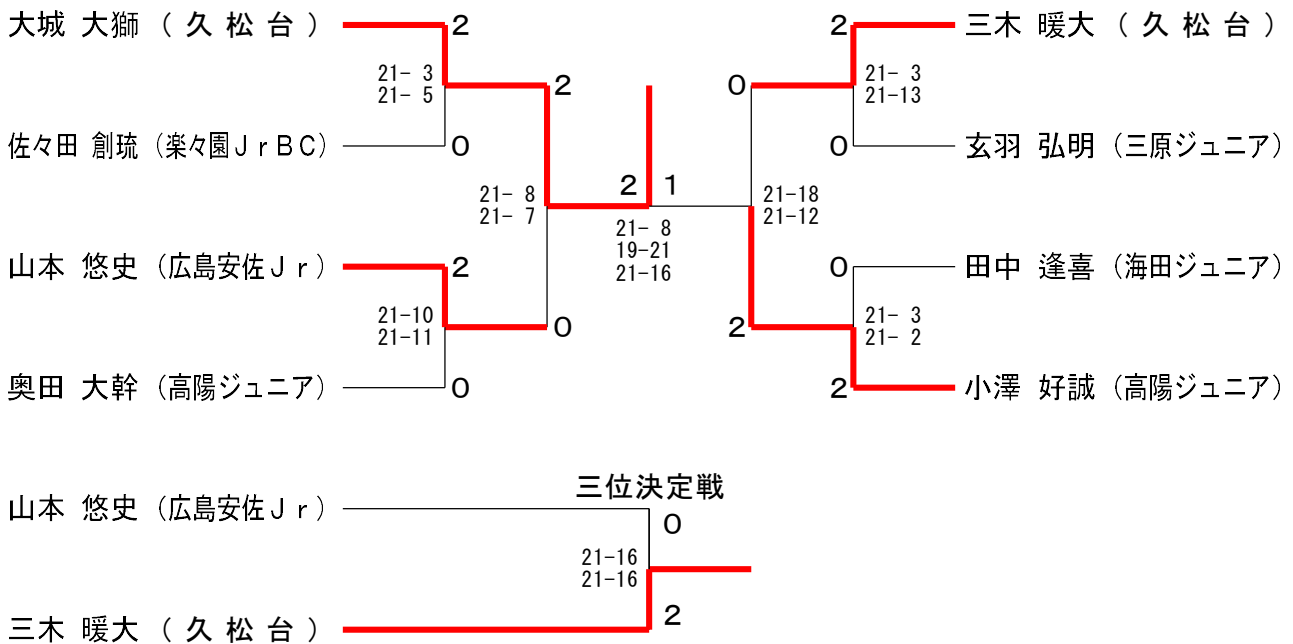 大城 大獅 ( 久 松 台 )
2
21- 3
21- 5
2
佐々田 創琉 (楽々園JrBC)
0
21- 8
21- 7
山本 悠史 (広島安佐Jr)
2
21-10
21-11
0
奥田 大幹 (高陽ジュニア)
0
2 1
21- 8
19-21
21-16
2
三木 暖大 ( 久 松 台 )
0
21- 3
21-13
0
玄羽 弘明 (三原ジュニア)
21-18
21-12
0
田中 逢喜 (海田ジュニア)
2
21- 3
21- 2
2
小澤 好誠 (高陽ジュニア)
三位決定戦
山本 悠史 (広島安佐Jr)
0
21-16
21-16
2
三木 暖大 ( 久 松 台 )